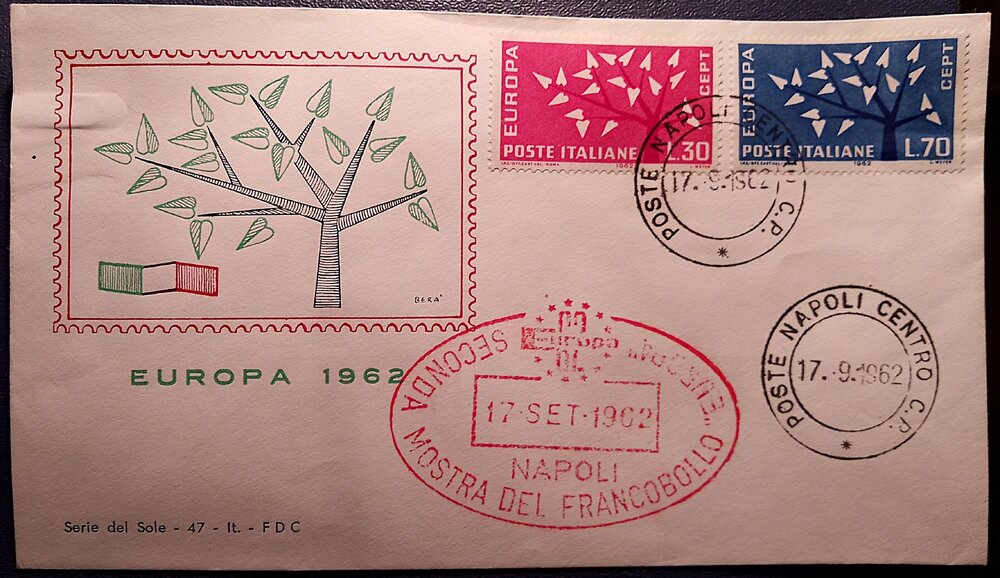 BERA'
EUROPA 1962
Serie del Sole - 47 - It. - FDC
EUROPA
CEPT
POSTE ITALIANE L.30
1962
EUROPA
CEPT
POSTE ITALIANE L.70
1962
POSTE NAPOLI CENTRO C.P.
17.-9.1962
*
POSTE NAPOLI CENTRO C.P.
17.-9.1962
*
SECONDA MOSTRA DEL FRANCOBOLLO
Europa
17·SET·1962
NAPOLI